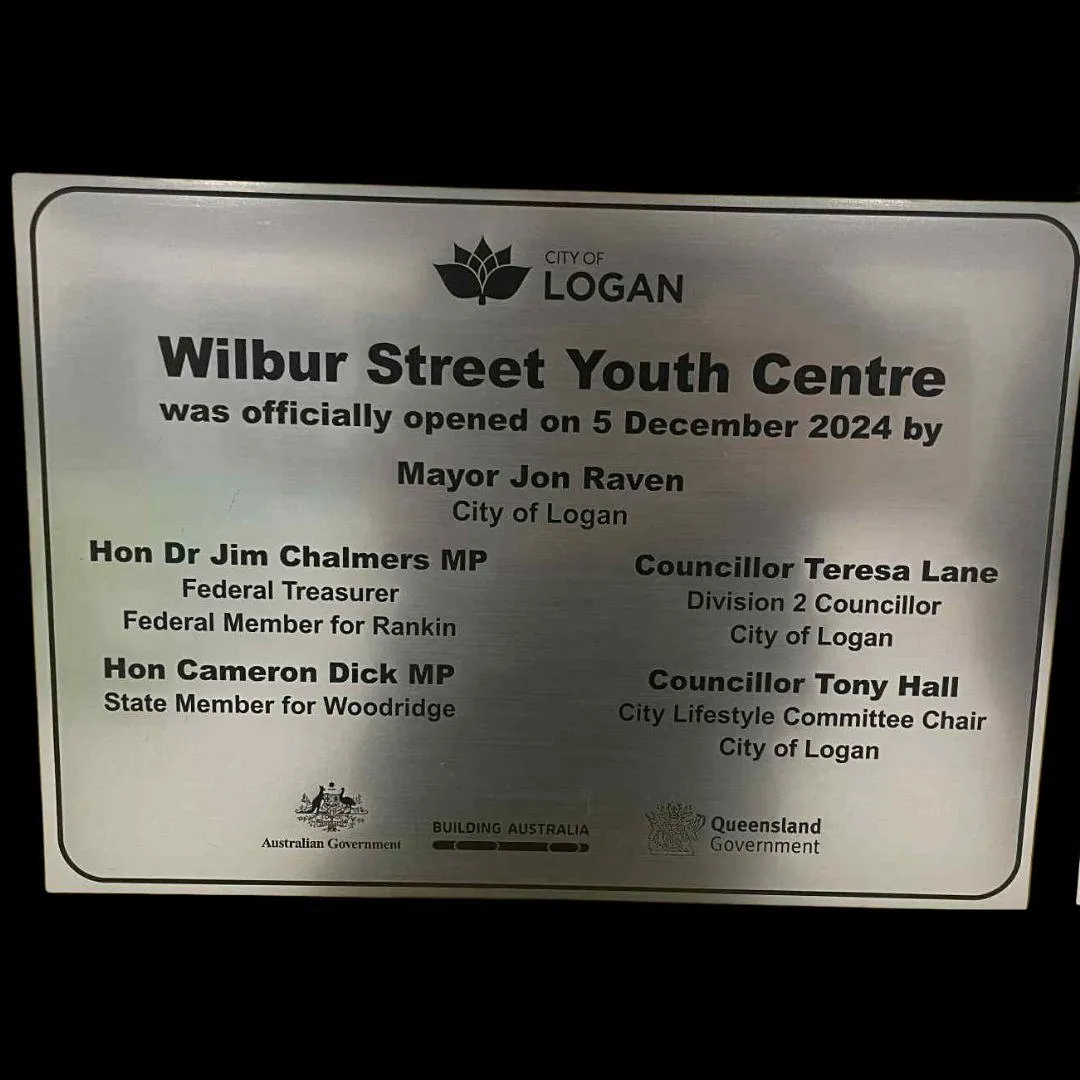 CITY OF
LOGAN
Wilbur Street Youth Centre
was officially opened on 5 December 2024 by
Mayor Jon Raven
City of Logan
Hon Dr Jim Chalmers MP
Federal Treasurer
Federal Member for Rankin
Hon Cameron Dick MP
State Member for Woodridge
Councillor Teresa Lane
Division 2 Councillor
City of Logan
Councillor Tony Hall
City Lifestyle Committee Chair
City of Logan
Australian Government
BUILDING AUSTRALIA
Queensland
Government